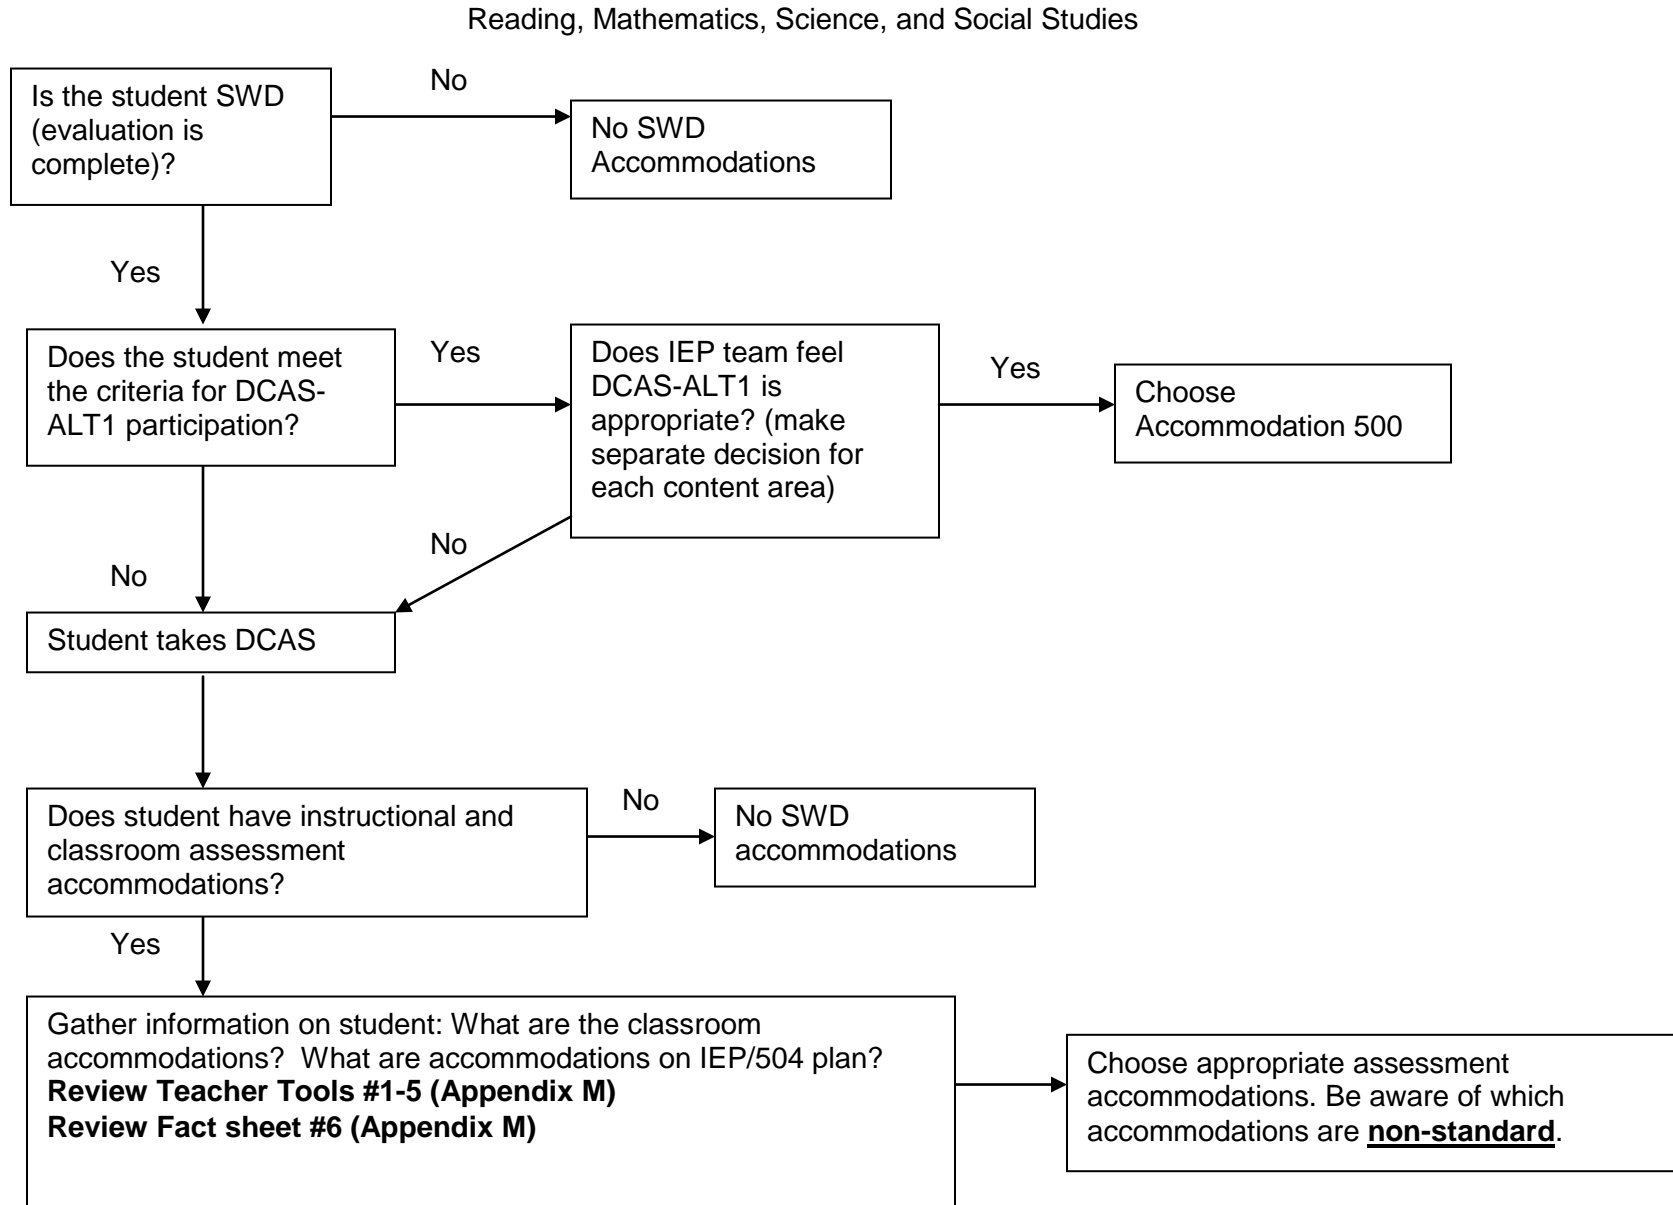 Reading, Mathematics, Science, and Social Studies
Is the student SWD
(evaluation is
complete)?
No
No SWD
Accommodations
Yes
Does the student meet
the criteria for DCAS-
ALT1 participation?
Yes
Does IEP team feel
DCAS-ALT1 is
appropriate? (make
separate decision for
each content area)
Yes
Choose
Accommodation 500
No
No
Student takes DCAS
Does student have instructional and
classroom assessment
accommodations?
No
No SWD
accommodations
Yes
Gather information on student: What are the classroom
accommodations?  What are accommodations on IEP/504 plan?
Review Teacher Tools #1-5 (Appendix M)
Review Fact sheet #6 (Appendix M)
Choose appropriate assessment
accommodations. Be aware of which
accommodations are non-standard.